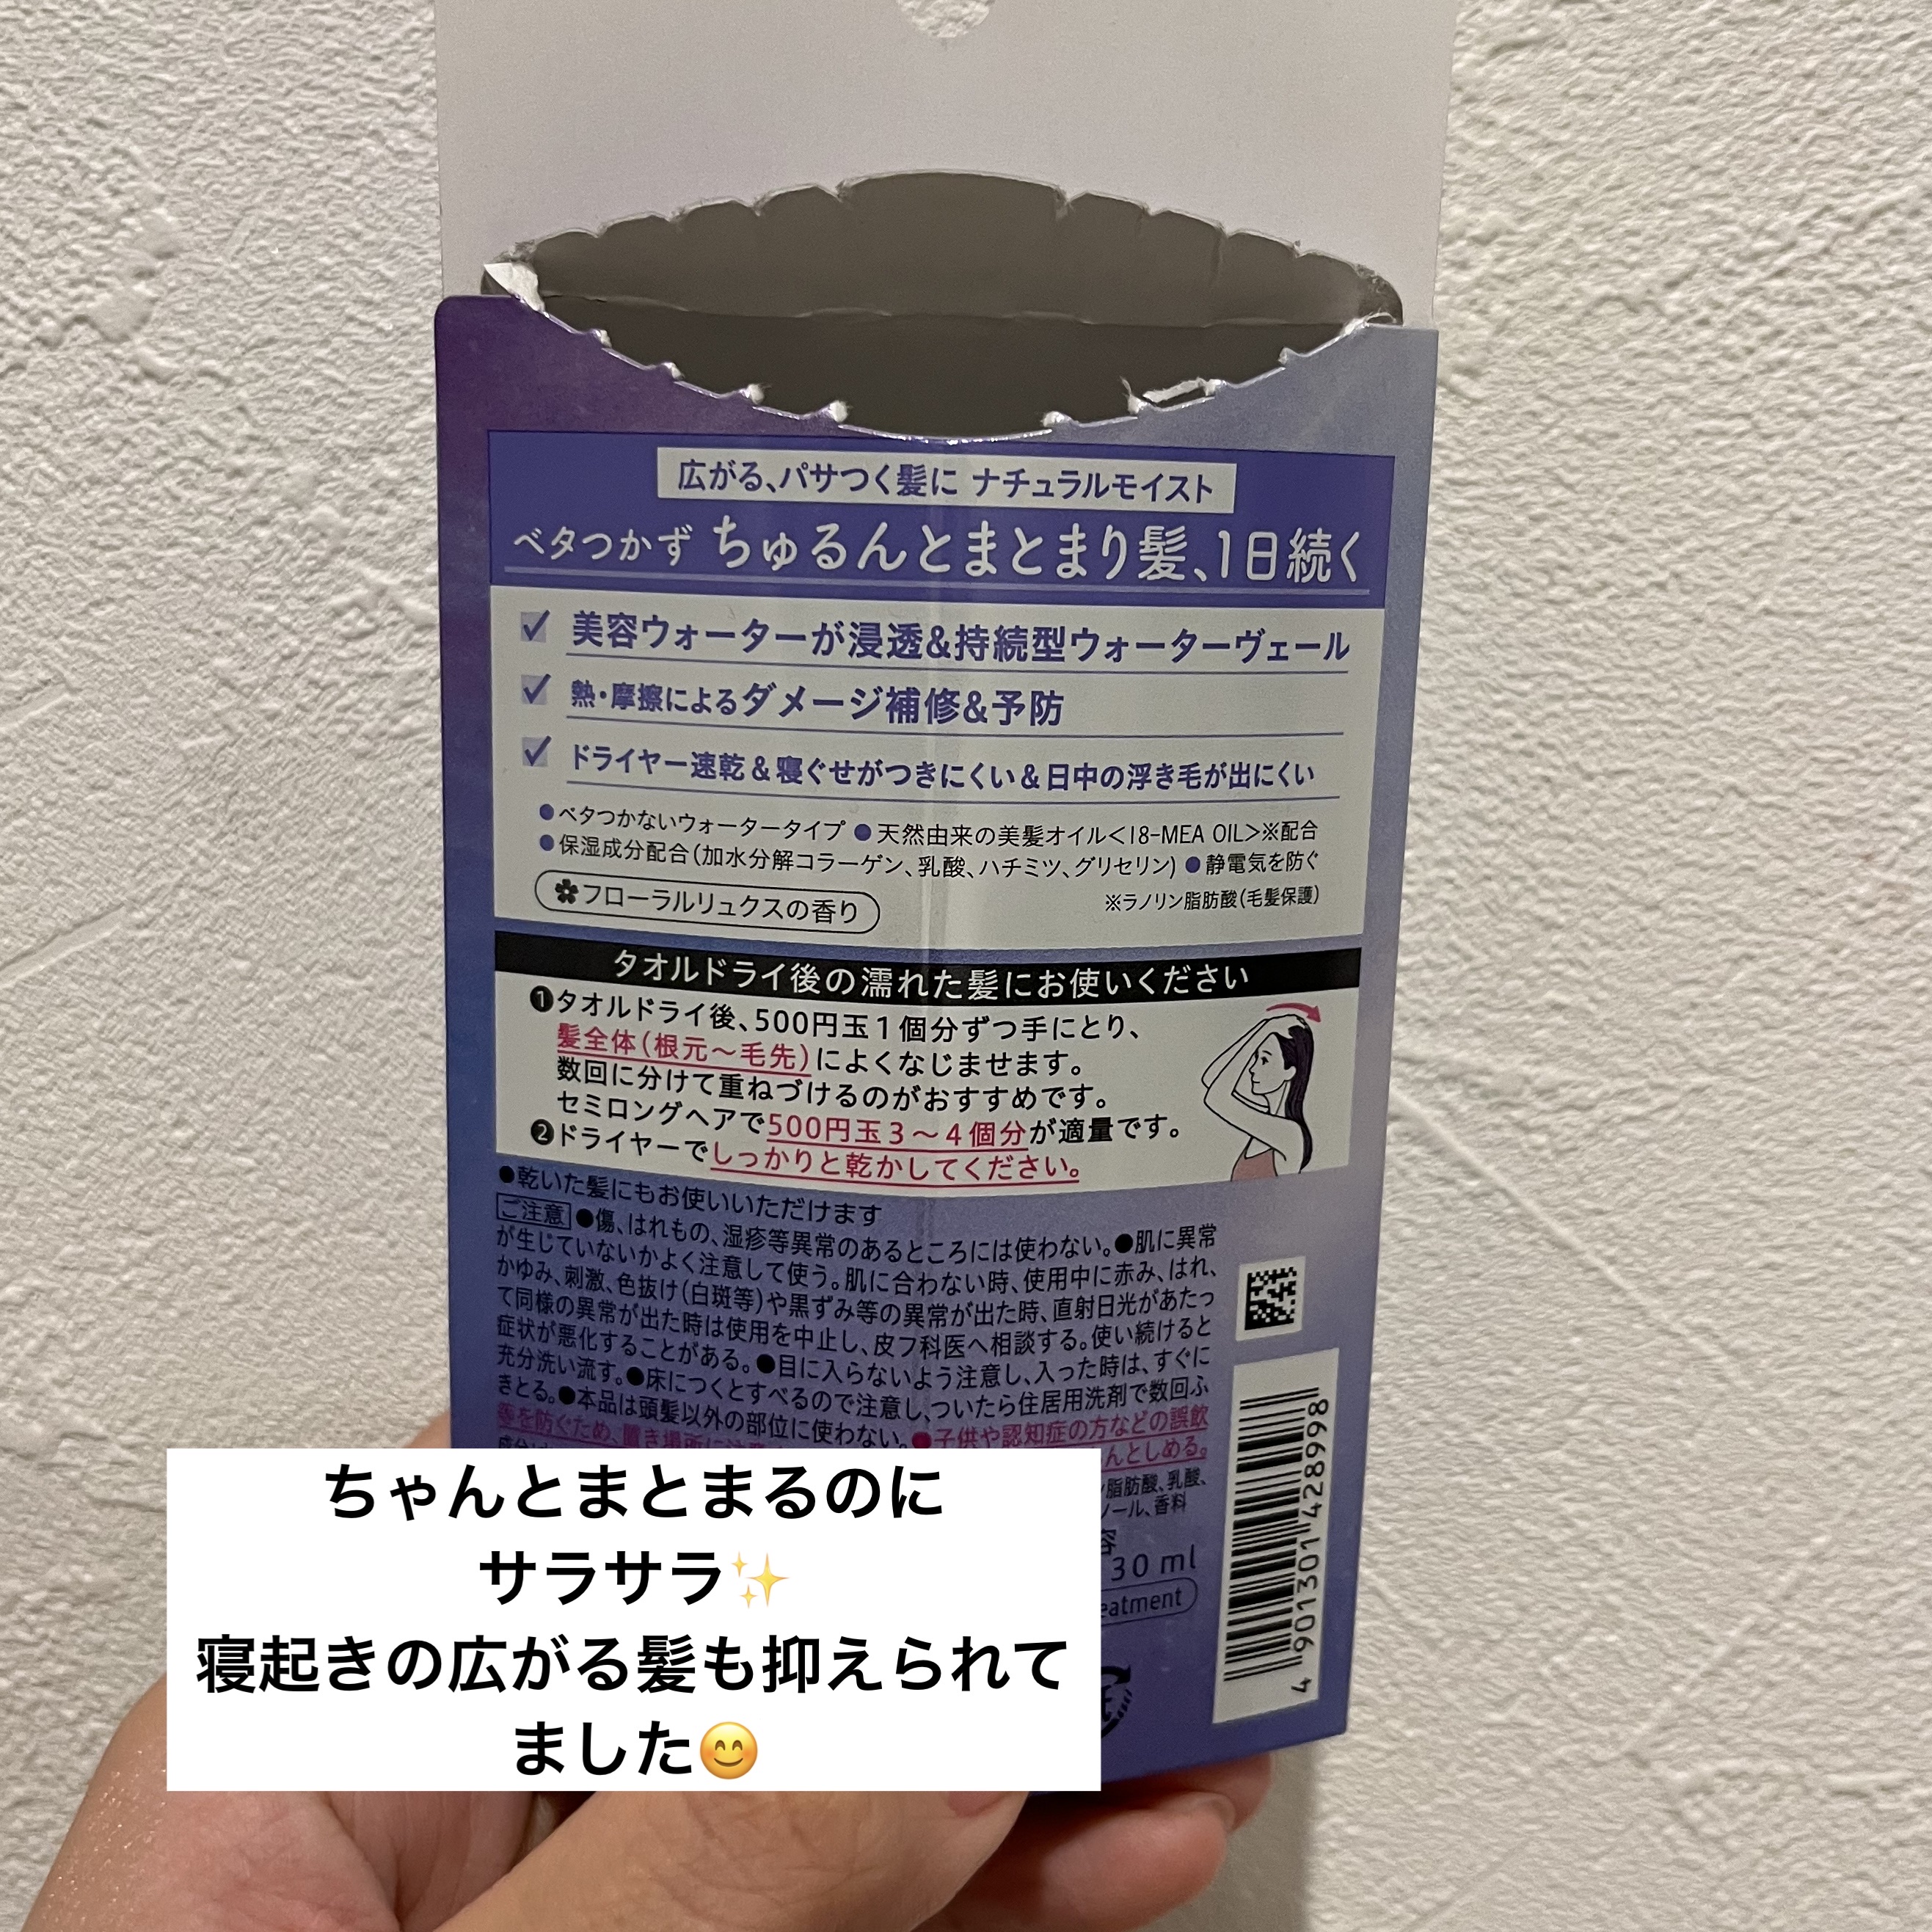 広がる、パサつく髪に ナチュラルモイスト
ベタつかず ちゅるんとまとまり髪、1日続く
美容ウォーターが浸透&持続型ウォーターヴェール
熱・摩擦によるダメージ補修&予防
ドライヤー速乾&寝ぐせがつきにくい&日中の浮き毛が出にくい
●ベタつかないウォータータイプ ●天然由来の美髪オイル<18-MEA OIL>※配合
●保湿成分配合(加水分解コラーゲン、乳酸、ハチミツ、グリセリン) ●静電気を防ぐ
フローラルリュクスの香り
※ラノリン脂肪酸(毛髪保護)
タオルドライ後の濡れた髪にお使いください
❶タオルドライ後、500円玉1個分ずつ手にとり、
髪全体(根元〜毛先)によくなじませます。
数回に分けて重ねづけるのがおすすめです。
セミロングヘアで500円玉3〜4個分が適量です。
❷ドライヤーでしっかりと乾かしてください。
●乾いた髪にもお使いいただけます
ご注意 ●傷、はれもの、湿疹等異常のあるところには使わない。●肌に異常
が生じていないかよく注意して使う。肌に合わない時、使用中に赤み、はれ、
かゆみ、刺激、色抜け(白斑等)や黒ずみ等の異常が出た時、直射日光があたっ
て同様の異常が出た時は使用を中止し、皮フ科医へ相談する。使い続けると
症状が悪化することがある。●目に入らないよう注意し、入った時は、すぐに
充分洗い流す。●床につくとすべるので注意し、ついたら住居用洗剤で数回ふ
きとる。●本品は頭髪以外の部位に使わない。●子供や認知症の方などの誤飲
等を防ぐため、置き場所に注意
んとしめる。
脂肪酸、乳酸、
ノール、香料
30 ml
eatment
4 901301 428998
ちゃんとまとまるのに
サラサラ✨
寝起きの広がる髪も抑えられて
ました😊